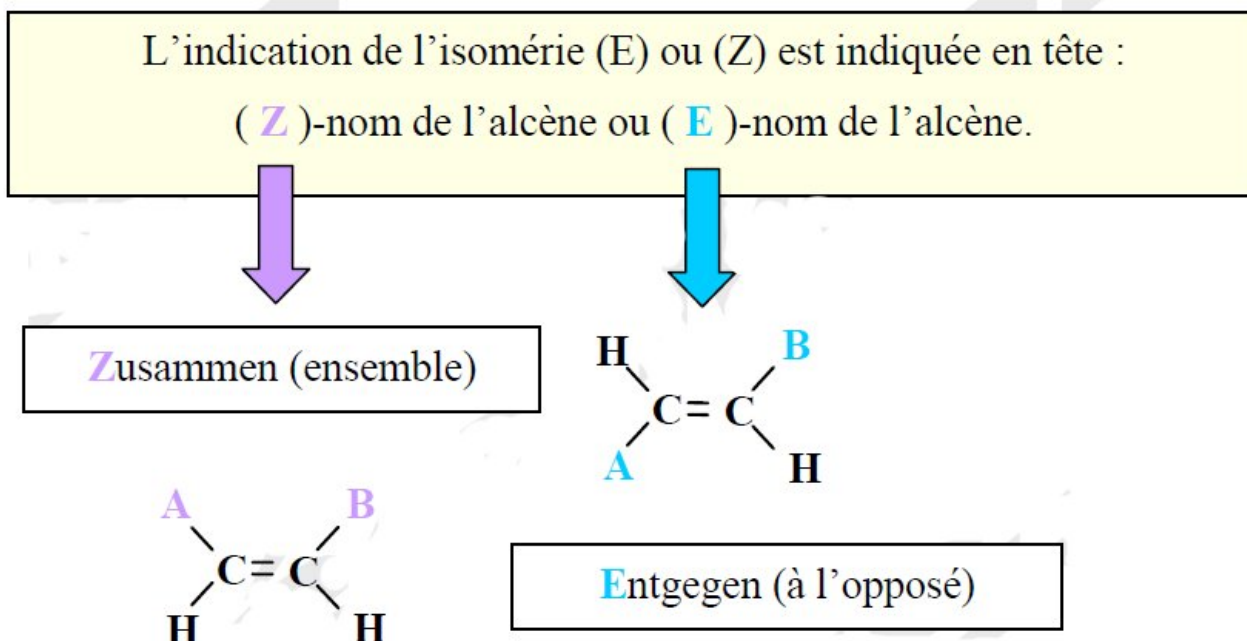 L’indication de l’isomérie (E) ou (Z) est indiquée en tête :
( Z )-nom de l’alcène ou ( E )-nom de l’alcène.
Zusammen (ensemble)
H B
C= C
A H
A B
C= C
H H
Entgegen (à l’opposé)